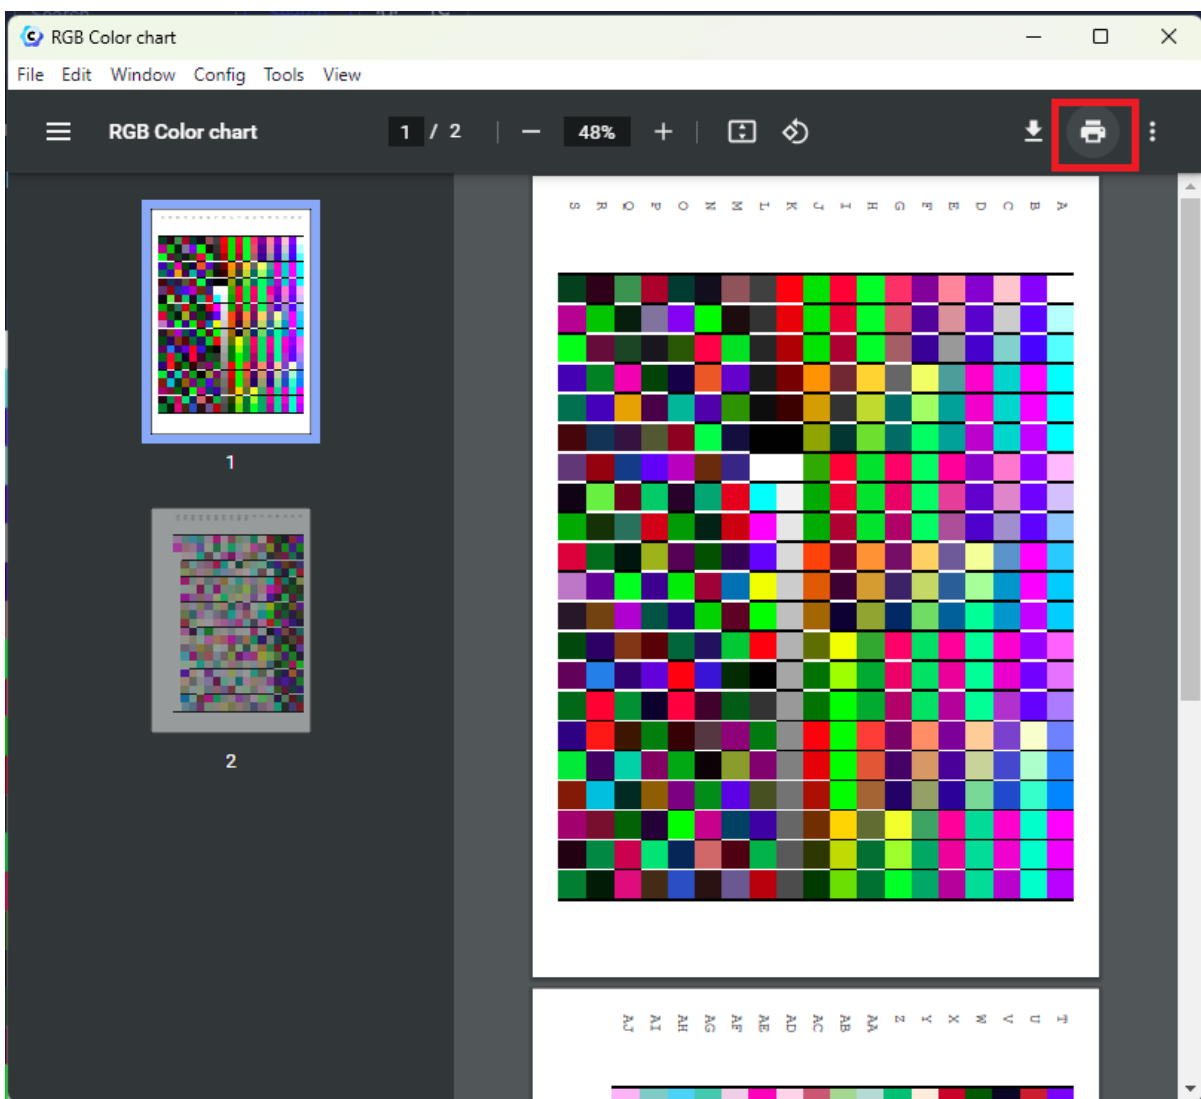 RGB Color chart
File Edit Window Config Tools View
RGB Color chart 1 / 2 48%
1
2
S R Q P O N M L K J I H G F E D C B A
AJ AI AH AG AF AE AD AC AB AA Z Y X W V U T